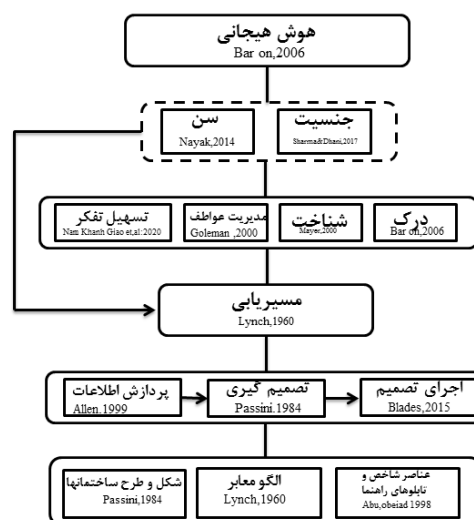 هوش هیجانی
Bar on,2006
جنسیت
Sharma&Dhani,2017
سن
Nayak,2014
درک
Bar on,2006
شناخت
Mayer,2000
مدیریت عواطف
Goleman ,2000
تسهیل تفکر
Nam Khanh Giao et,al:2020
مسیریابی
Lynch,1960
پردازش اطلاعات
Allen.1999
تصمیم گیری
Passini.1984
اجرای تصمیم
Blades,2015
عناصر شاخص و
تابلوهای راهنما
Abu,obeiad 1998
الگو معابر
Lynch,1960
شکل و طرح ساختمانها
Passini,1984